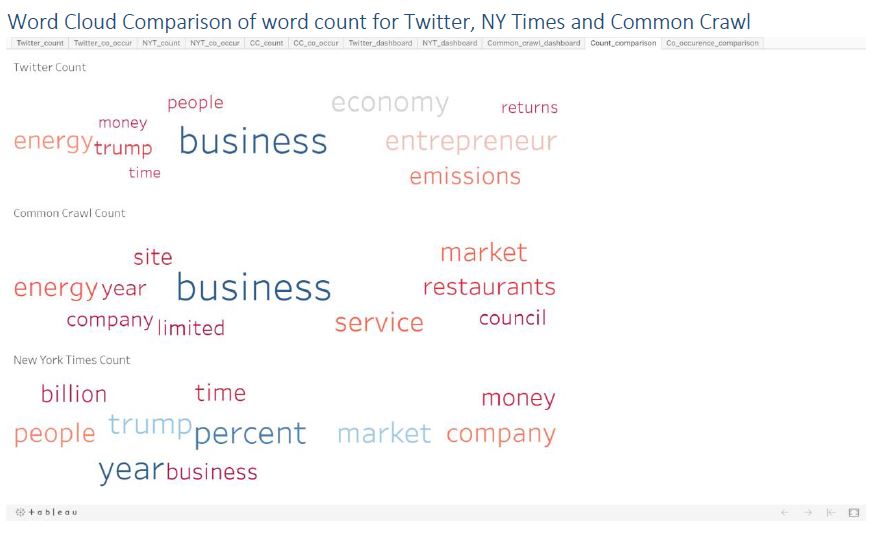 Word Cloud Comparison of word count for Twitter, NY Times and Common Crawl
Twitter_count Twitter_co_occur NYT_count NYT_co_occur CC_count CC_co_occur Twitter_dashboard NYT_dashboard Common_crawl_dashboard Count_comparison Co_occurence_comparison
Twitter Count
people economy returns
money
energy trump business entrepreneur
time emissions
Common Crawl Count
site market
energy year business restaurants
company limited service council
New York Times Count
billion time money
people trump percent market company
year business
+ableau